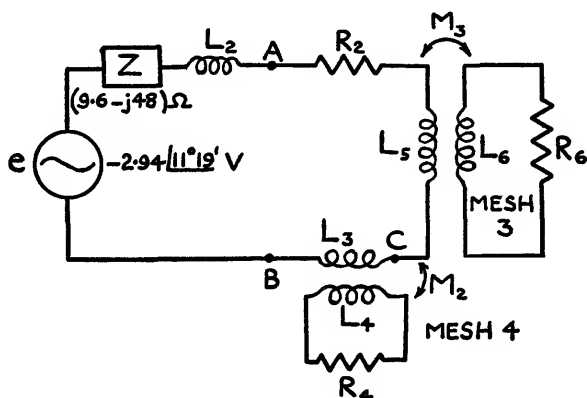 M3
L2
A
R2
Z
(9·6–j48)Ω
e
–2·94 11°19' V
L5
L6
R6
MESH
3
L3
C
B
M2
L4
MESH 4
R4